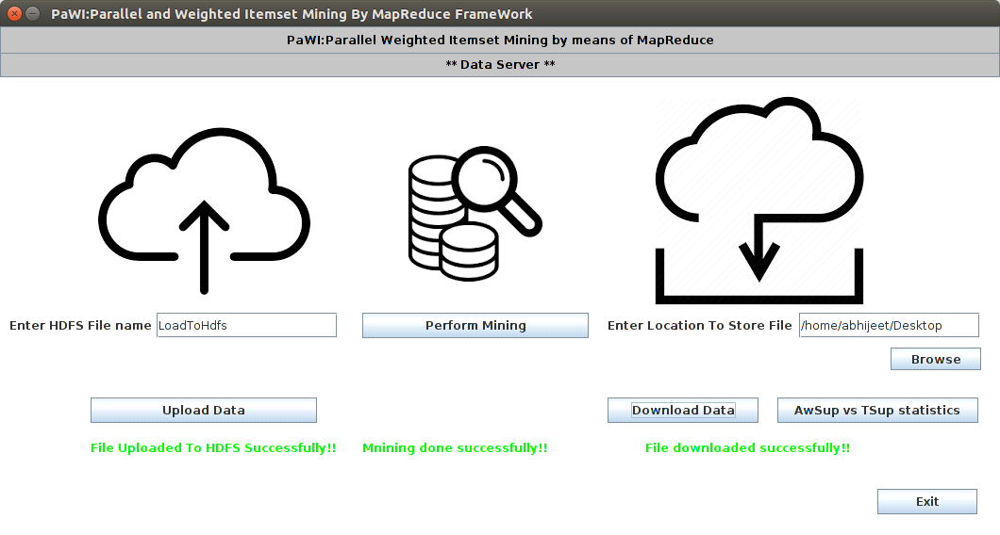 PaWI:Parallel and Weighted Itemset Mining By MapReduce FrameWork
PaWI:Parallel Weighted Itemset Mining by means of MapReduce
** Data Server **
Enter HDFS File name LoadToHdfs
Perform Mining
Enter Location To Store File /home/abhijeet/Desktop
Browse
Upload Data
Download Data
AwSup vs TSup statistics
File Uploaded To HDFS Successfully!!
Mnining done successfully!!
File downloaded successfully!!
Exit